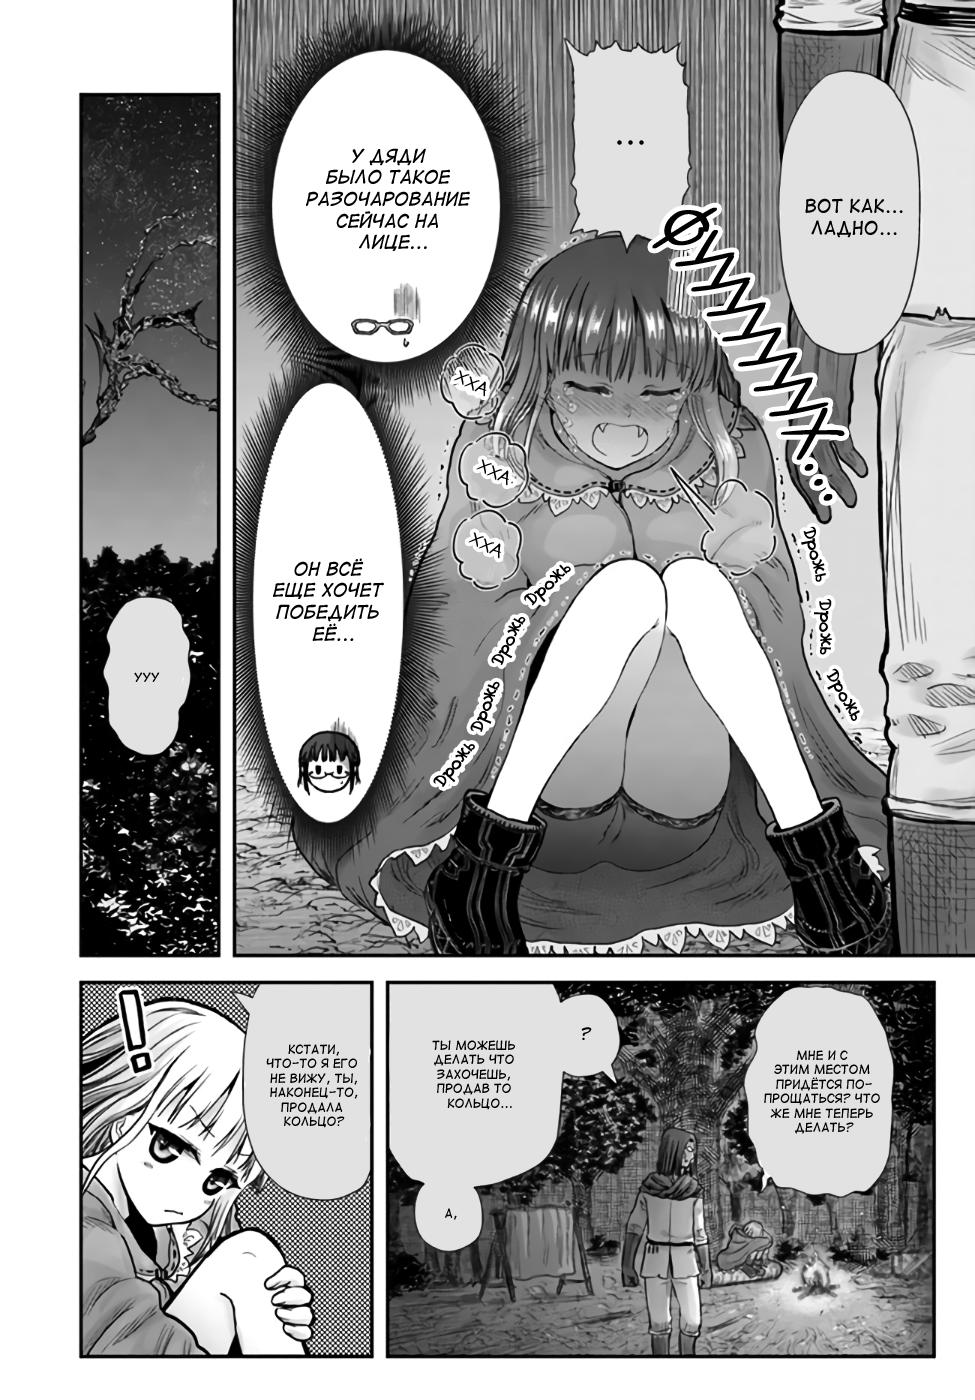 ВОТ КАК...
ЛАДНО...
...
ХММММХ...
У ДЯДИ
БЫЛО ТАКОЕ
РАЗОЧАРОВАНИЕ
СЕЙЧАС НА
ЛИЦЕ...
ХХА
ХХА
ХХА
Дрожь
Дрожь
Дрожь
Дрожь
Дрожь
Дрожь
Дрожь
ОН ВСЁ
ЕЩЕ ХОЧЕТ
ПОБЕДИТЬ
ЕЁ...
УУУ
МНЕ И С
ЭТИМ МЕСТОМ
ПРИДЁТСЯ ПО-
ПРОЩАТЬСЯ? ЧТО
ЖЕ МНЕ ТЕПЕРЬ
ДЕЛАТЬ?
?
ТЫ МОЖЕШЬ
ДЕЛАТЬ ЧТО
ЗАХОЧЕШЬ,
ПРОДАВ ТО
КОЛЬЦО...
А,
КСТАТИ,
ЧТО-ТО Я ЕГО
НЕ ВИЖУ, ТЫ,
НАКОНЕЦ-ТО,
ПРОДАЛА
КОЛЬЦО?
!